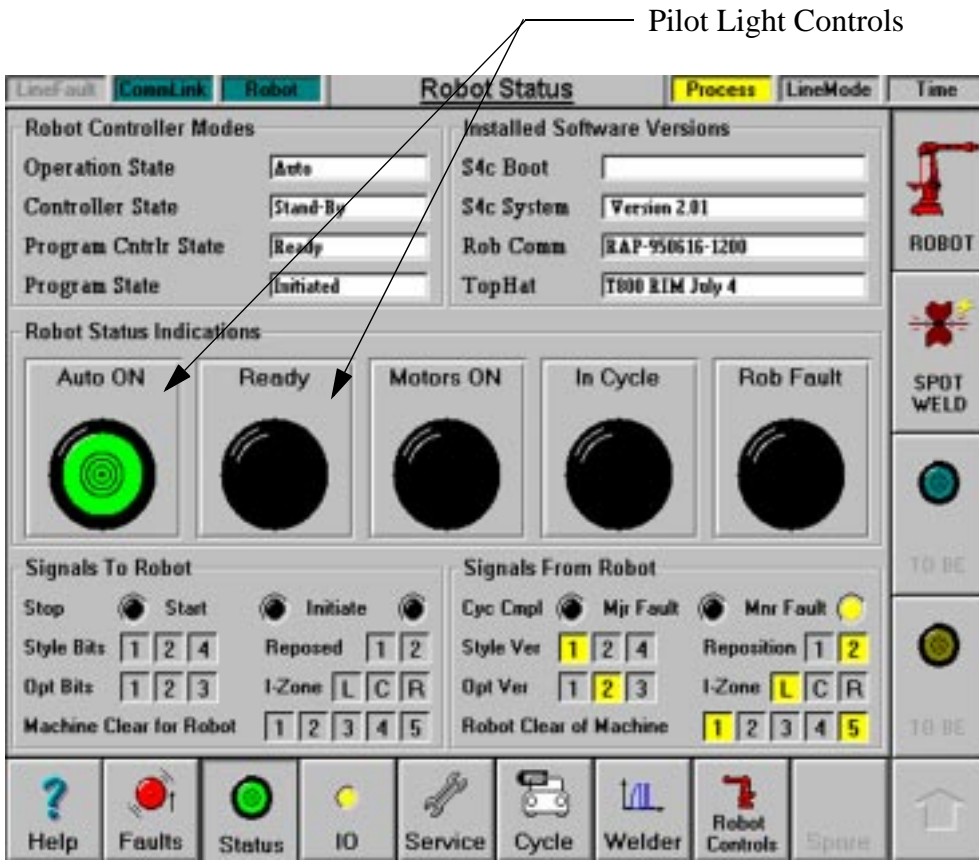 Pilot Light Controls
LineFault CommLink Robot Robot Status Process LineMode Time
Robot Controller Modes
Operation State Auto
Controller State Stand-By
Program Cntrlr State Ready
Program State Initiated
Installed Software Versions
S4c Boot
S4c System Version 2.01
Rob Comm RAP-950616-1200
TopHat T800 RIM July 4
ROBOT
SPOT
WELD
TO BE
TO BE
Robot Status Indications
Auto ON Ready Motors ON In Cycle Rob Fault
Signals To Robot
Stop Start Initiate
Style Bits 1 2 4 Reposed 1 2
Opt Bits 1 2 3 I-Zone L C R
Machine Clear for Robot 1 2 3 4 5
Signals From Robot
Cyc Cmpl Mjr Fault Mnr Fault
Style Ver 1 2 4 Reposition 1 2
Opt Ver 1 2 3 I-Zone L C R
Robot Clear of Machine 1 2 3 4 5
? Help Faults Status IO Service Cycle Welder Robot Controls Spare